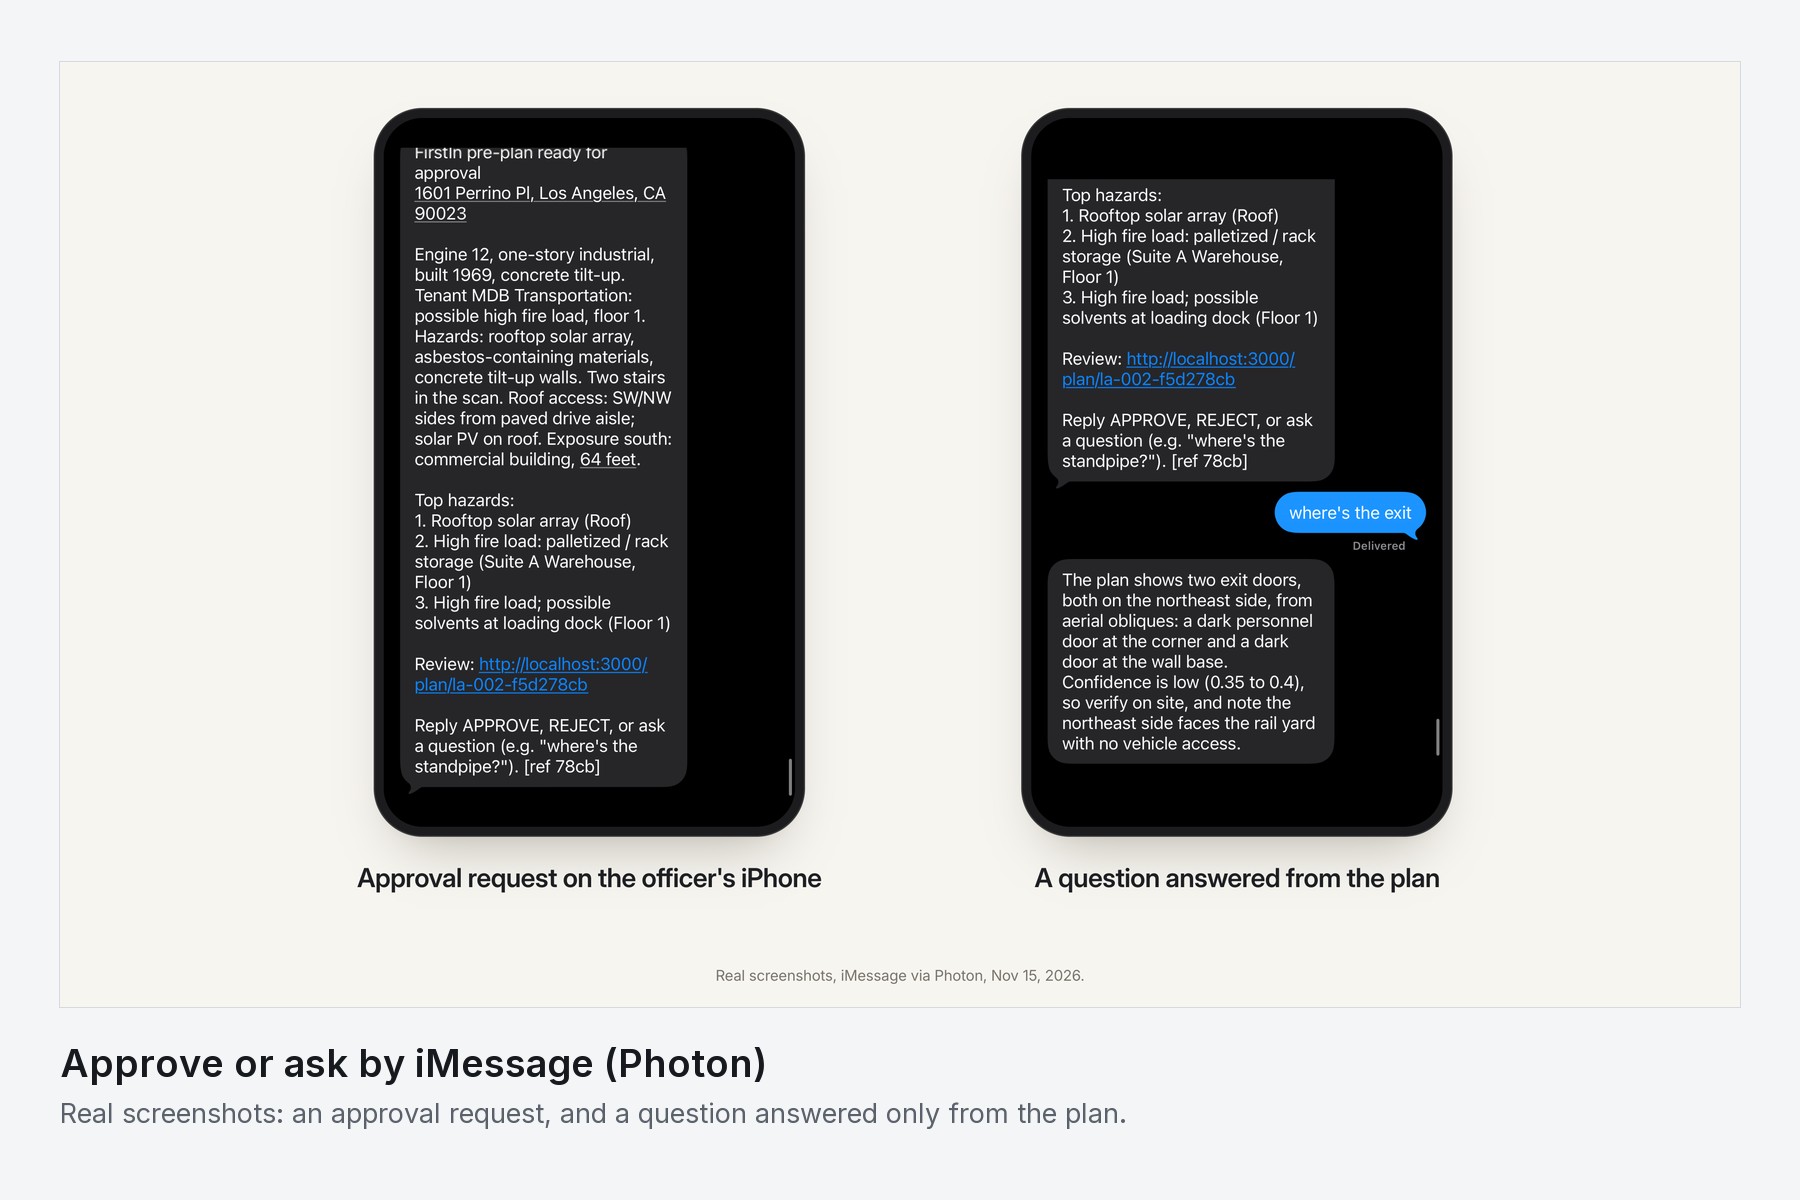 FirstIn pre-plan ready for
approval
1601 Perrino Pl, Los Angeles, CA
90023
Engine 12, one-story industrial,
built 1969, concrete tilt-up.
Tenant MDB Transportation:
possible high fire load, floor 1.
Hazards: rooftop solar array,
asbestos-containing materials,
concrete tilt-up walls. Two stairs
in the scan. Roof access: SW/NW
sides from paved drive aisle;
solar PV on roof. Exposure south:
commercial building, 64 feet.
Top hazards:
1. Rooftop solar array (Roof)
2. High fire load: palletized / rack
storage (Suite A Warehouse,
Floor 1)
3. High fire load; possible
solvents at loading dock (Floor 1)
Review: http://localhost:3000/
plan/la-002-f5d278cb
Reply APPROVE, REJECT, or ask
a question (e.g. "where's the
standpipe?"). [ref 78cb]
Approval request on the officer's iPhone
Top hazards:
1. Rooftop solar array (Roof)
2. High fire load: palletized / rack
storage (Suite A Warehouse,
Floor 1)
3. High fire load; possible
solvents at loading dock (Floor 1)
Review: http://localhost:3000/
plan/la-002-f5d278cb
Reply APPROVE, REJECT, or ask
a question (e.g. "where's the
standpipe?"). [ref 78cb]
where's the exit
Delivered
The plan shows two exit doors,
both on the northeast side, from
aerial obliques: a dark personnel
door at the corner and a dark
door at the wall base.
Confidence is low (0.35 to 0.4),
so verify on site, and note the
northeast side faces the rail yard
with no vehicle access.
A question answered from the plan
Real screenshots, iMessage via Photon, Nov 15, 2026.
Approve or ask by iMessage (Photon)
Real screenshots: an approval request, and a question answered only from the plan.